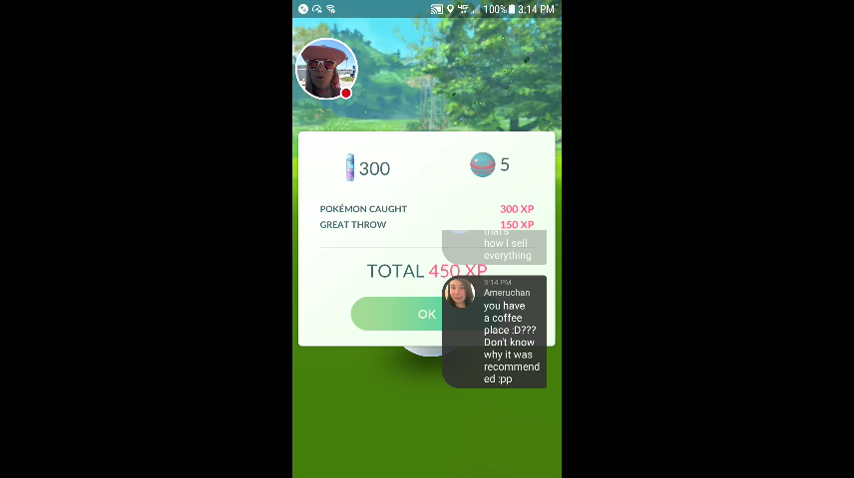 100% 3:14 PM
300
5
POKÉMON CAUGHT 300 XP
GREAT THROW 150 XP
TOTAL 450 XP
OK
that's
how I sell
everything
3:14 PM
Ameruchan
you have
a coffee
place :D???
Don't know
why it was
recommend
ed :pp